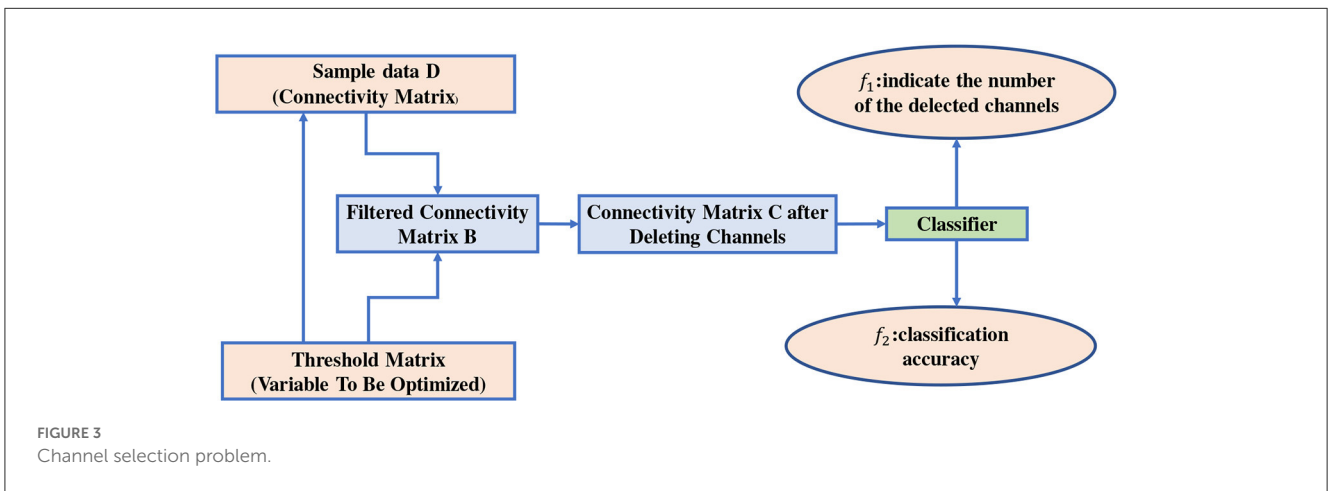 Sample data D
(Connectivity Matrix)
f₁:indicate the number
of the delected channels
Filtered Connectivity
Matrix B
Connectivity Matrix C after
Deleting Channels
Classifier
Threshold Matrix
(Variable To Be Optimized)
f₂:classification
accuracy
FIGURE 3
Channel selection problem.